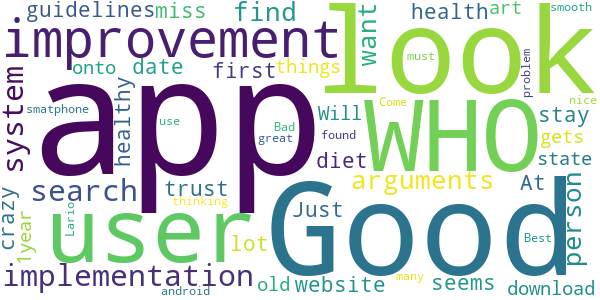 guidelines miss find want health art smooth
improvement look
onto date first things must
app WHO
system healthy smatphone use Bad great found Will Come problem nice stay
diet gets state
search trust arguments At
crazy 1year user Lario thinking Just Good person
lot Best
implementation old website seems many download
android